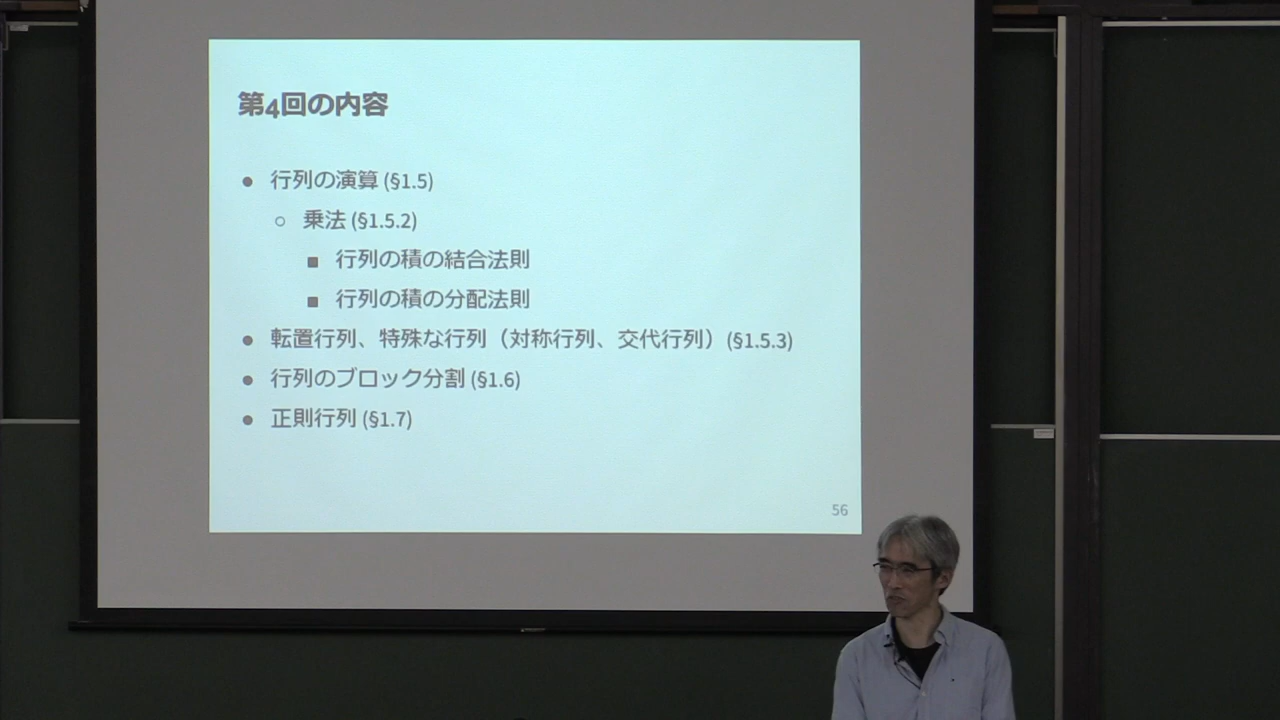 第4回の内容
● 行列の演算 (§1.5)
○ 乗法 (§1.5.2)
■ 行列の積の結合法則
■ 行列の積の分配法則
● 転置行列、特殊な行列（対称行列、交代行列）(§1.5.3)
● 行列のブロック分割 (§1.6)
● 正則行列 (§1.7)
56